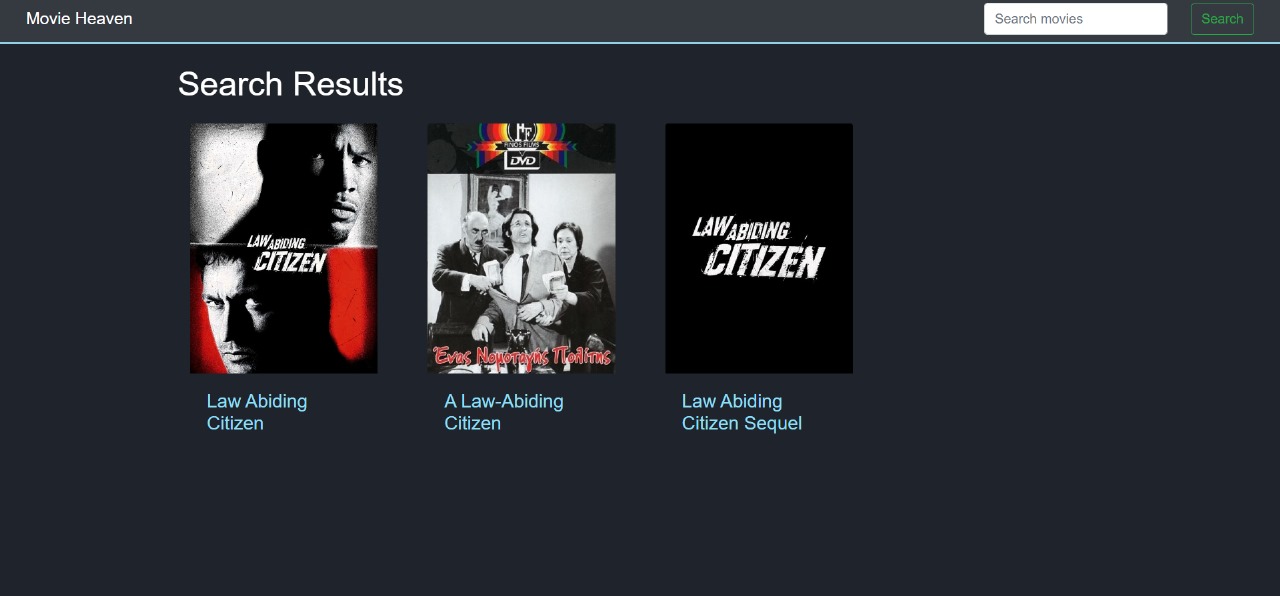 Movie Heaven
Search movies
Search
Search Results
LAW ABIDING
CITIZEN
FF
FINOS FILMS
DVD
Ένας Νομοταγής Πολίτης
LAW ABIDING
CITIZEN
Law Abiding
Citizen
A Law-Abiding
Citizen
Law Abiding
Citizen Sequel